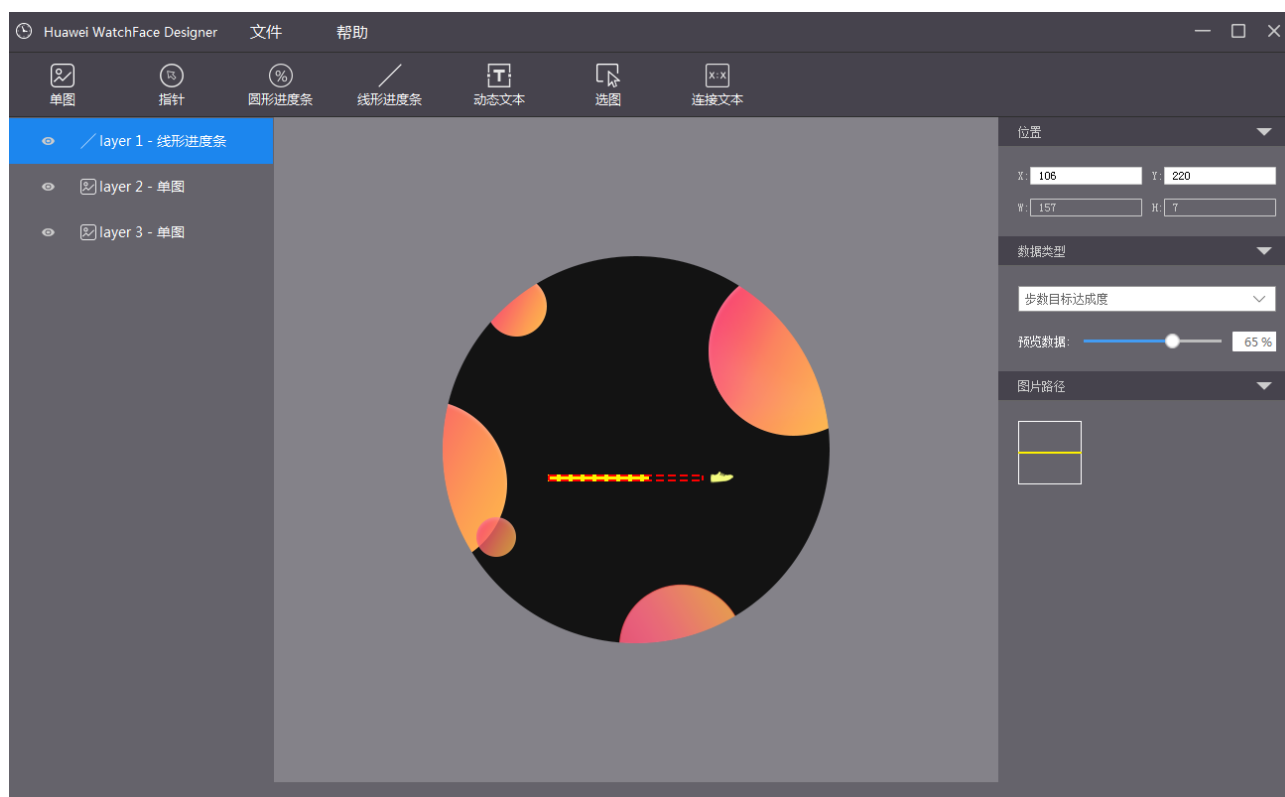 Huawei WatchFace Designer 文件 帮助
% T x:x
单图 指针 圆形进度条 线形进度条 动态文本 选图 连接文本
layer 1 - 线形进度条
layer 2 - 单图
layer 3 - 单图
位置
X: 106 Y: 220
W: 157 H: 7
数据类型
步数目标达成度
预览数据: 65 %
图片路径